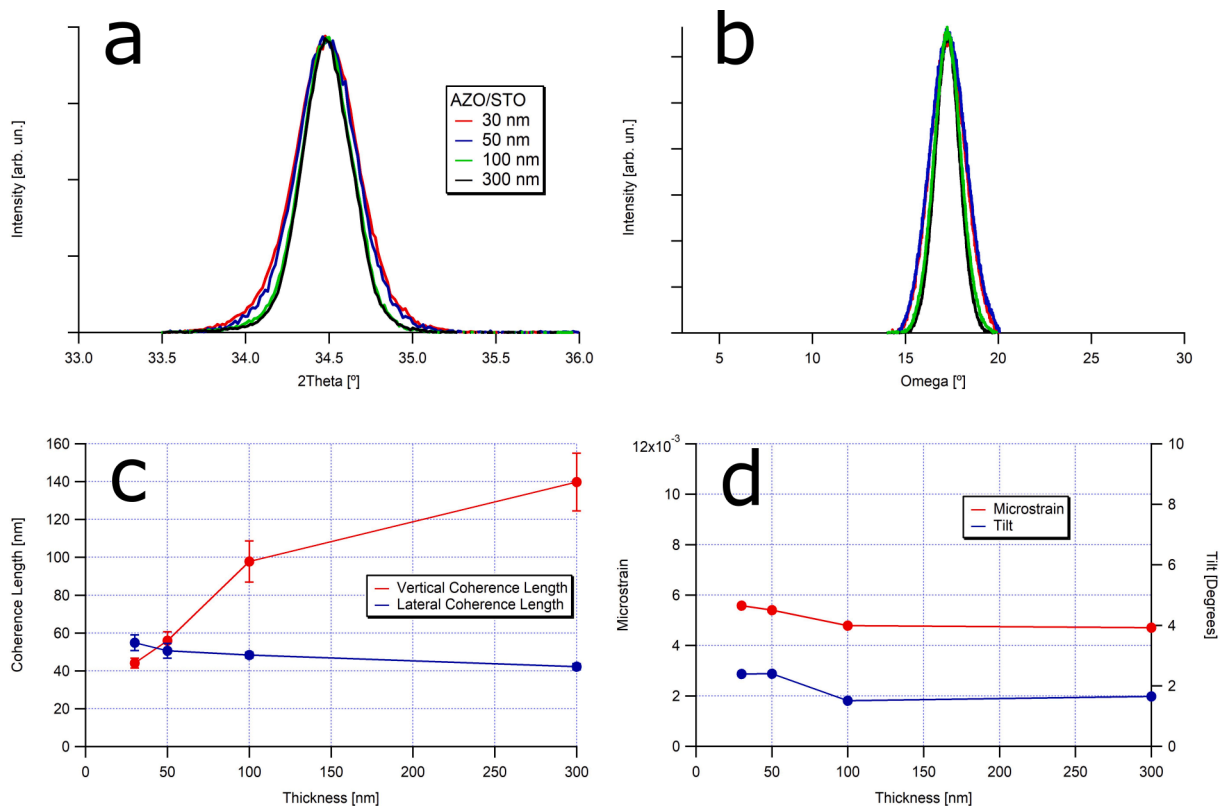 a
Intensity [arb. un.]
AZO/STO
30 nm
50 nm
100 nm
300 nm
33.0 33.5 34.0 34.5 35.0 35.5 36.0
2Theta [º]
b
Intensity [arb. un.]
5 10 15 20 25 30
Omega [º]
c
Coherence Length [nm]
160
140
120
100
80
60
40
20
0
Vertical Coherence Length
Lateral Coherence Length
0 50 100 150 200 250 300
Thickness [nm]
d
Microstrain
12x10⁻³
10
8
6
4
2
0
Microstrain
Tilt
10
8
6
4
2
0
Tilt [Degrees]
0 50 100 150 200 250 300
Thickness [nm]